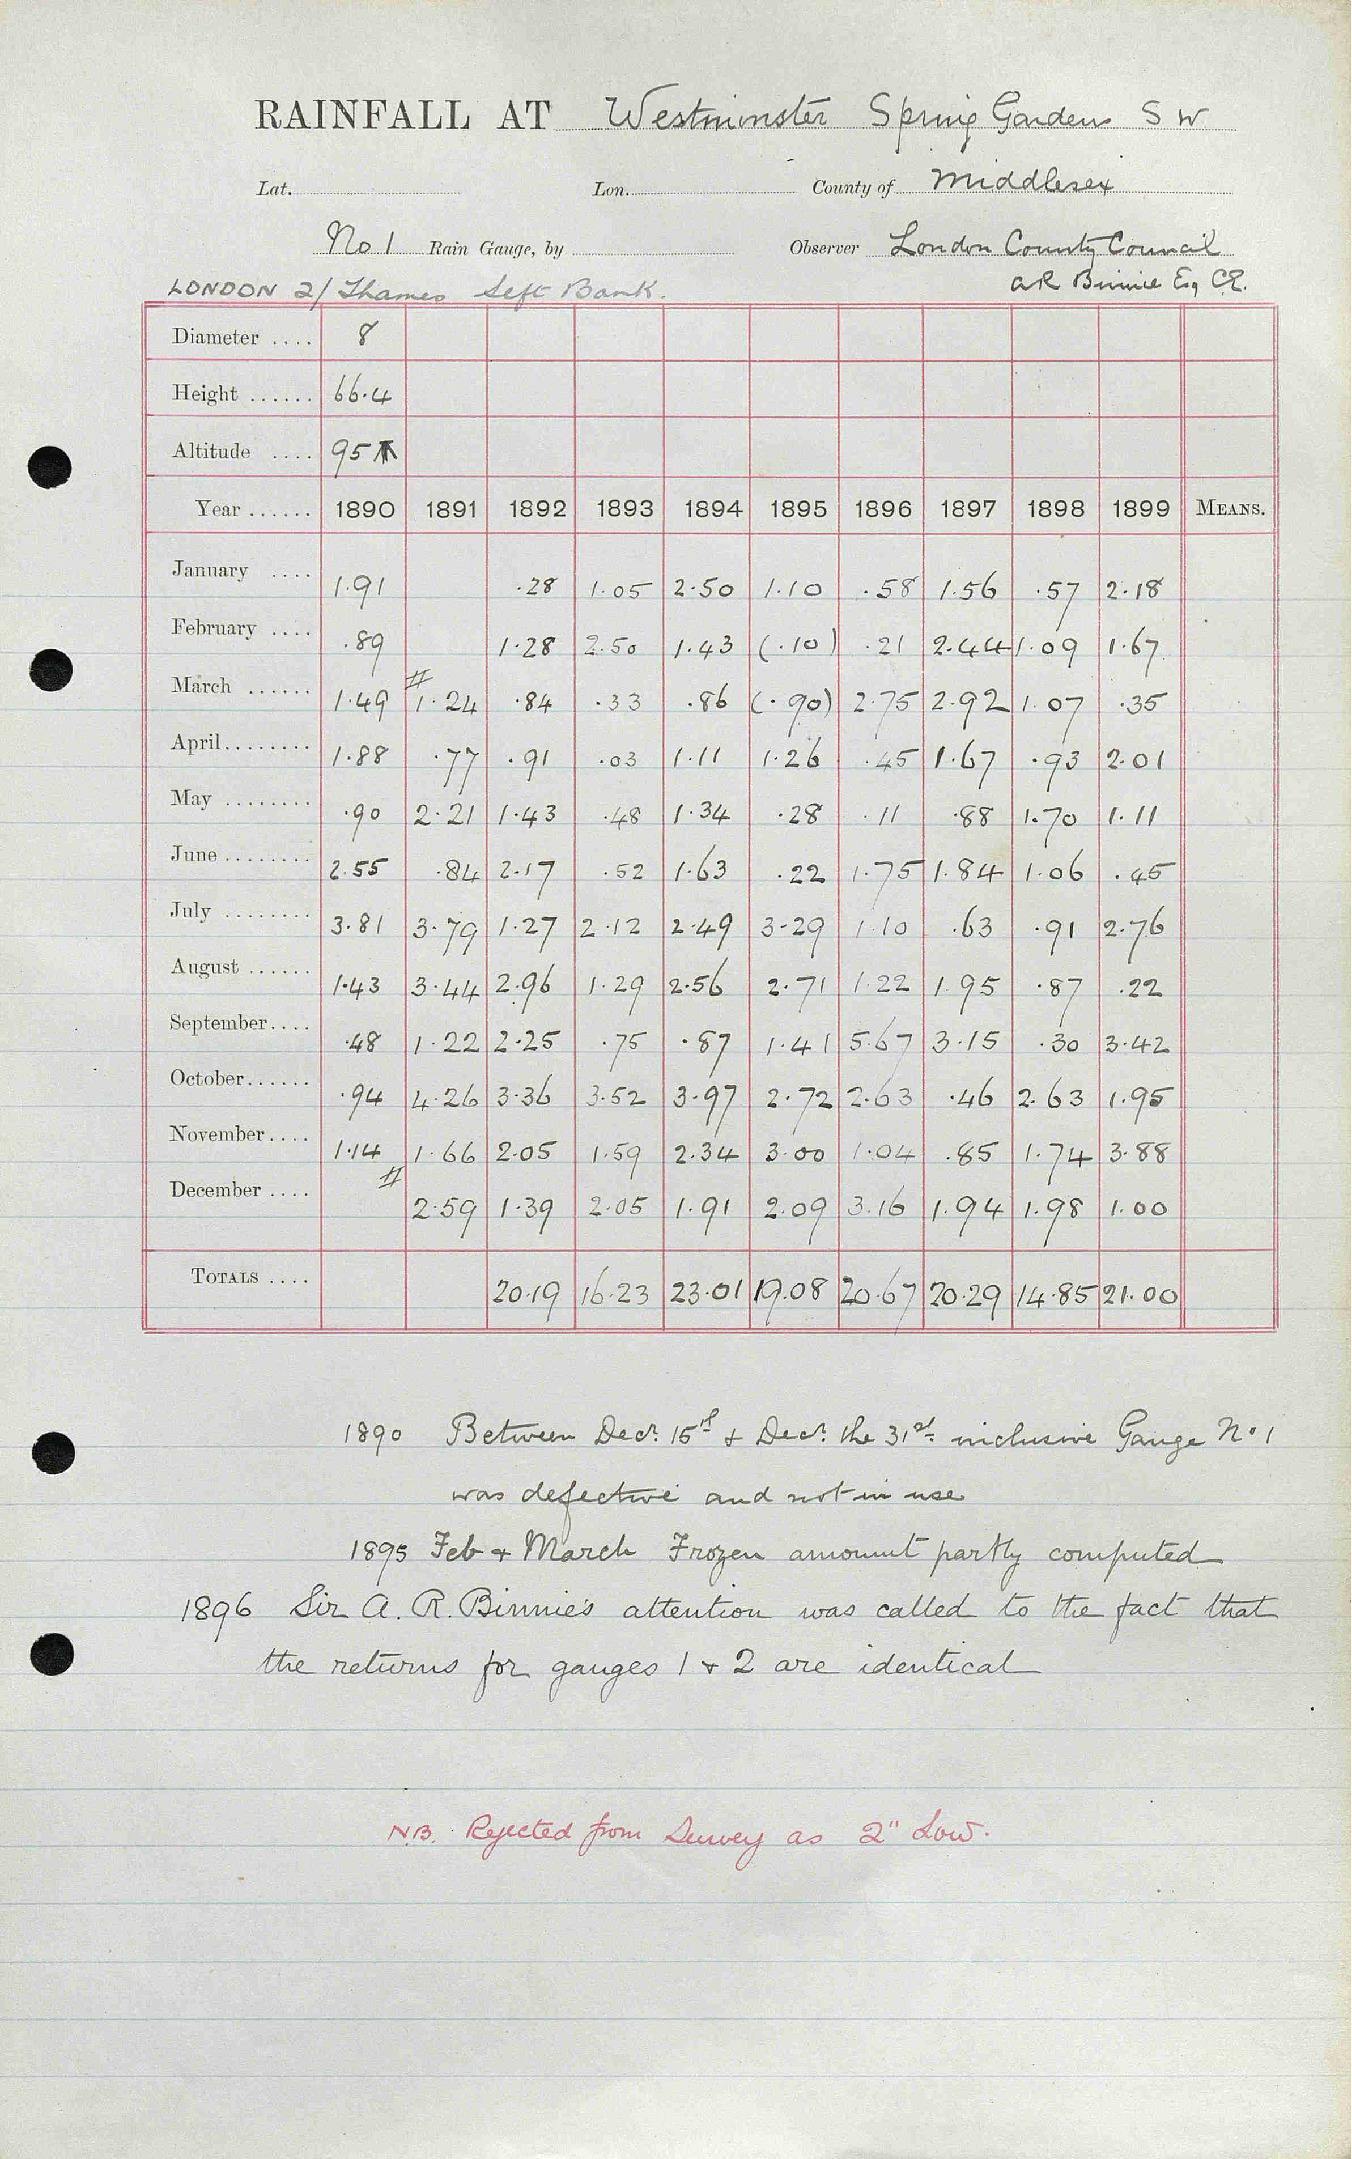 RAINFALL AT Westminster Spring Gardens S W
Lat. Lon. County of Middlesex
No 1 Rain Gauge, by Observer London County Council
LONDON 2/ Thames Left Bank. A R Binnie Esq C.E.
Diameter .... 8
Height ...... 66.4
Altitude .... 95
Year ...... 1890 1891 1892 1893 1894 1895 1896 1897 1898 1899 MEANS.
January .... 1.91 .28 1.05 2.50 1.10 .58 1.56 .57 2.18
February .... .89 1.28 2.50 1.43 (.10) .21 2.44 1.09 1.67
March ...... 1.49 # 1.24 .84 .33 .86 (.90) 2.75 2.92 1.07 .35
April ........ 1.88 .77 .91 .03 1.11 1.26 .45 1.67 .93 2.01
May ........ .90 2.21 1.43 .48 1.34 .28 .11 .88 1.70 1.11
June ........ 2.55 .84 2.17 .52 1.63 .22 1.75 1.84 1.06 .45
July ........ 3.81 3.79 1.27 2.12 2.49 3.29 1.10 .63 .91 2.76
August ...... 1.43 3.44 2.96 1.29 2.56 2.71 1.22 1.95 .87 .22
September .... .48 1.22 2.25 .75 .87 1.41 5.67 3.15 .30 3.42
October ...... .94 4.26 3.36 3.52 3.97 2.72 2.63 .46 2.63 1.95
November .... 1.14 1.66 2.05 1.59 2.34 3.00 1.04 .85 1.74 3.88
December .... # 2.59 1.39 2.05 1.91 2.09 3.16 1.94 1.98 1.00
TOTALS .... 20.19 16.23 23.01 19.08 20.67 20.29 14.85 21.00
1890 Between Decr. 15th & Decr. the 31st inclusive Gauge No 1
was defective and not in use
1895 Feb & March Frozen amount partly computed
1896 Sir A. R. Binnie's attention was called to the fact that
the returns for gauges 1 & 2 are identical
N.B. Rejected from Survey as 2" Low.